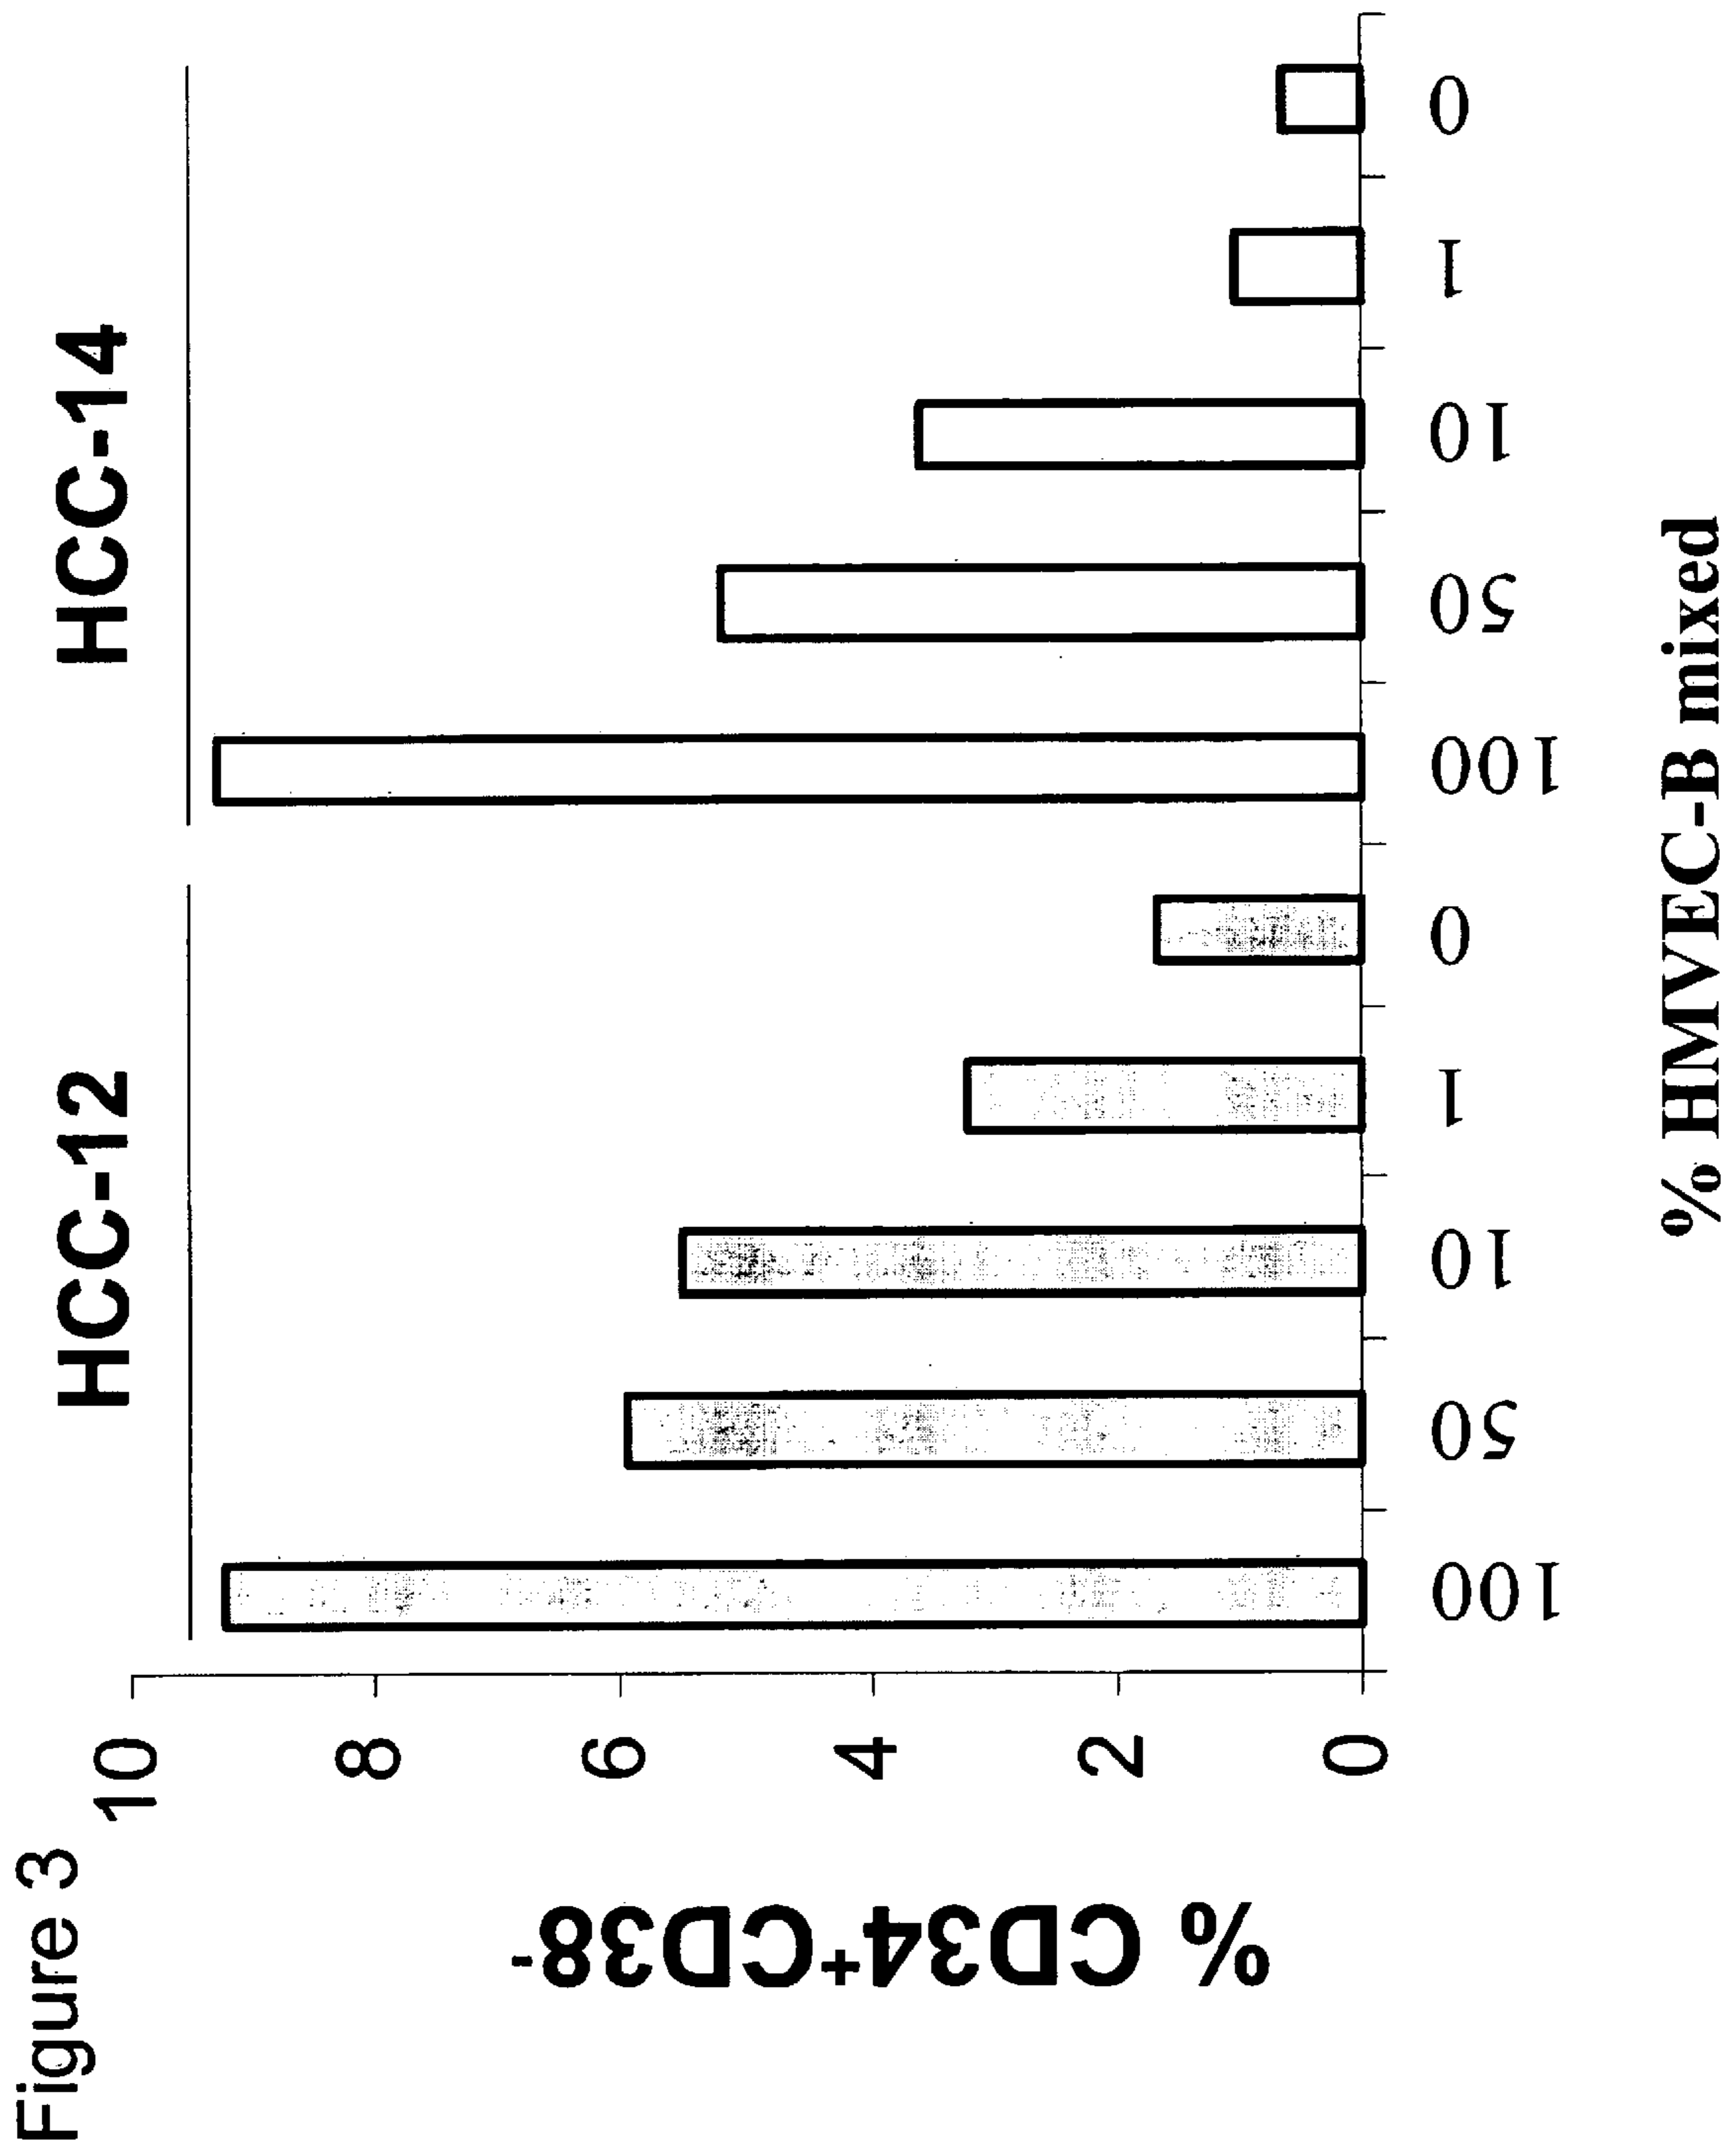 Figure 3
HCC-12 HCC-14
% CD34⁺CD38⁻
10
8
6
4
2
0
100 50 10 1 0 100 50 10 1 0
% HMVEC-B mixed